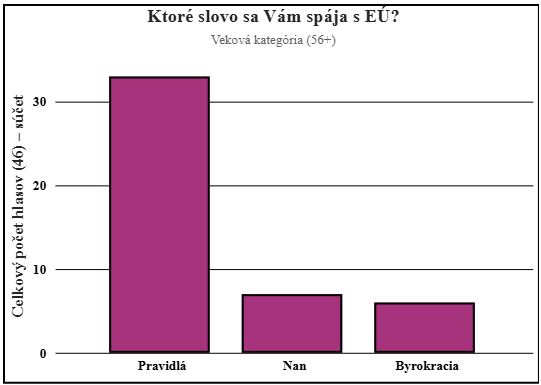 Ktoré slovo sa Vám spája s EÚ?
Veková kategória (56+)
Celkový počet hlasov (46) – súčet
30
20
10
0
Pravidlá
Nan
Byrokracia